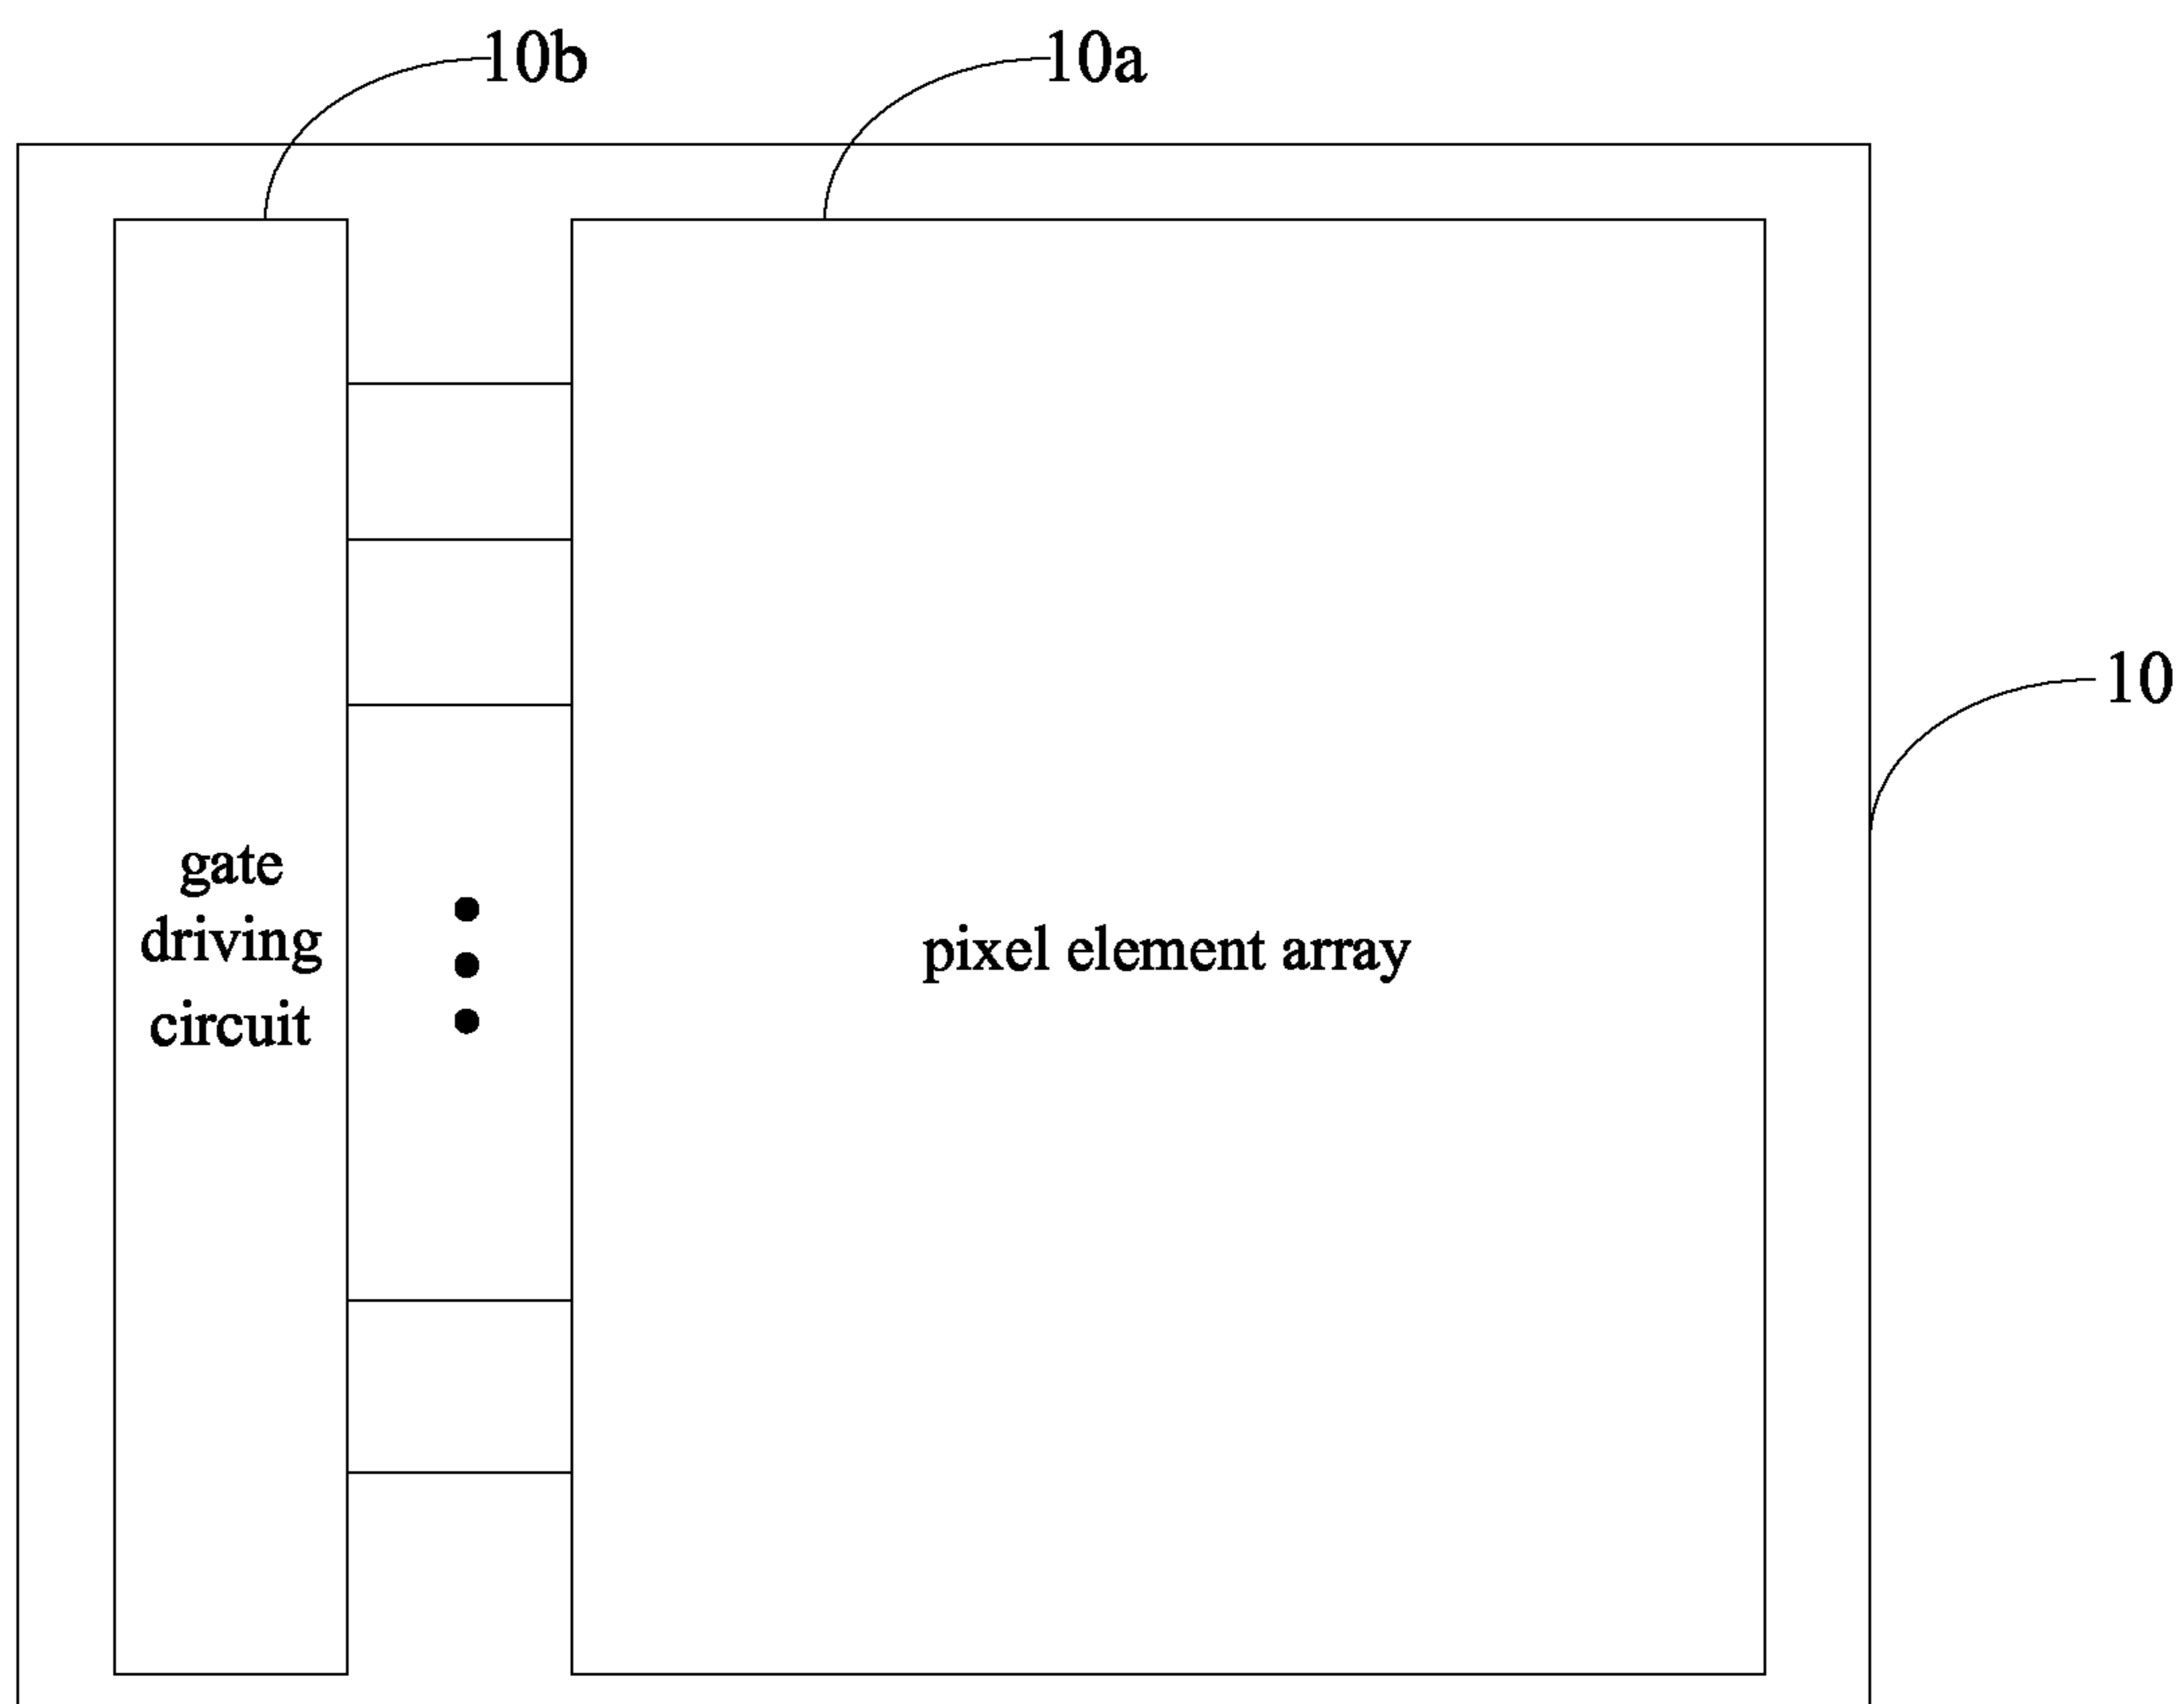 10b
10a
10
gate
driving
circuit
pixel element array